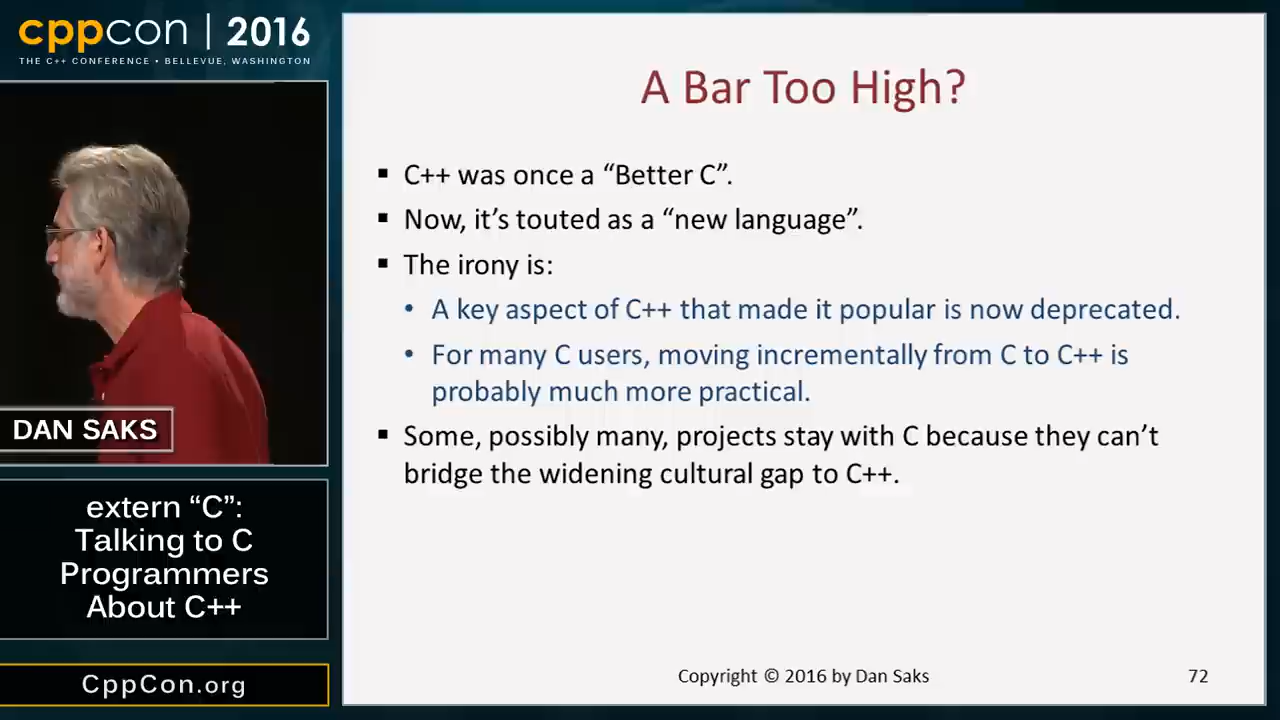 cppcon | 2016
THE C++ CONFERENCE • BELLEVUE, WASHINGTON
DAN SAKS
extern “C”:
Talking to C
Programmers
About C++
CppCon.org
A Bar Too High?
▪ C++ was once a “Better C”.
▪ Now, it’s touted as a “new language”.
▪ The irony is:
• A key aspect of C++ that made it popular is now deprecated.
• For many C users, moving incrementally from C to C++ is
probably much more practical.
▪ Some, possibly many, projects stay with C because they can’t
bridge the widening cultural gap to C++.
Copyright © 2016 by Dan Saks
72